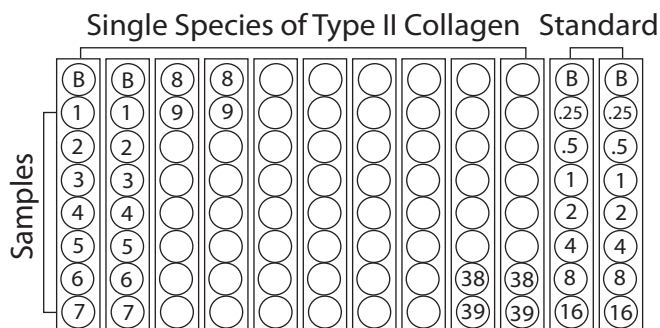 Single Species of Type II Collagen Standard
B B 8 8 B B
1 1 9 9 .25 .25
2 2 .5 .5
3 3 1 1
4 4 2 2
5 5 4 4
6 6 38 38 8 8
7 7 39 39 16 16
Samples